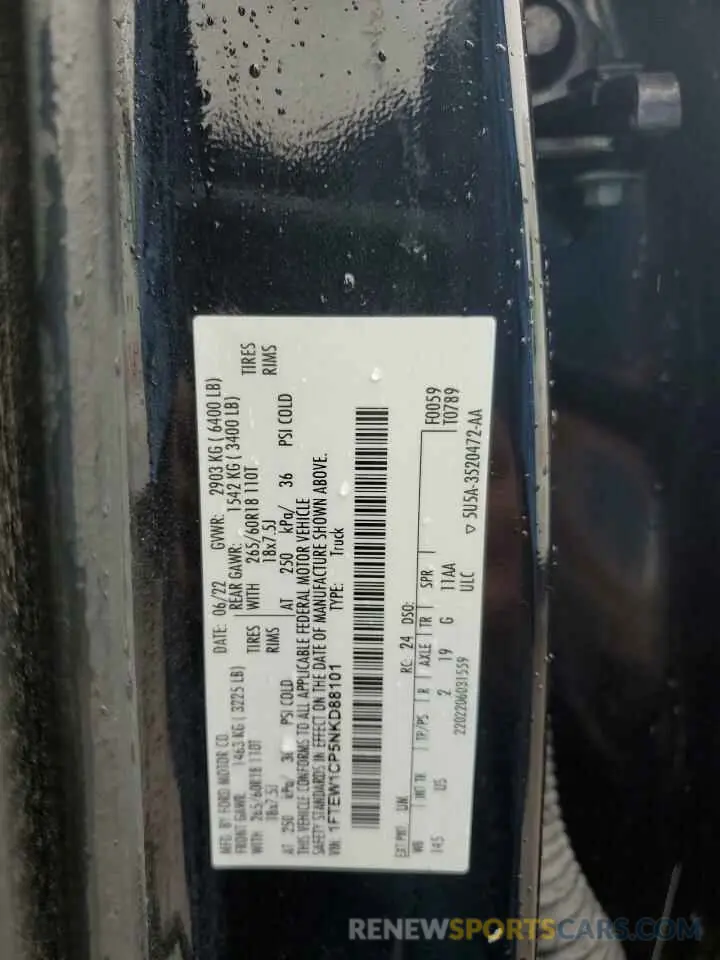 MFD. BY FORD MOTOR CO. DATE: 06/22 GVWR: 2903 KG ( 6400 LB)
FRONT GAWR: 1463 KG ( 3225 LB) REAR GAWR: 1542 KG ( 3400 LB)
WITH 265/60R18 110T TIRES WITH 265/60R18 110T TIRES
18x7.5J RIMS 18x7.5J RIMS
AT 250 kPa/ 36 PSI COLD AT 250 kPa/ 36 PSI COLD
THIS VEHICLE CONFORMS TO ALL APPLICABLE FEDERAL MOTOR VEHICLE
SAFETY STANDARDS IN EFFECT ON THE DATE OF MANUFACTURE SHOWN ABOVE.
VIN: 1FTEW1CP5NKD88101 TYPE: Truck
EXT PNT: UM RC: 24 DSO: F0059
T0789
WB INT TR TP/PS R AXLE TR SPR
145 US 2 19 G 11AA
ULC
2202206031559
5U5A-3520472-AA
RENEWSPORTSCARS.COM